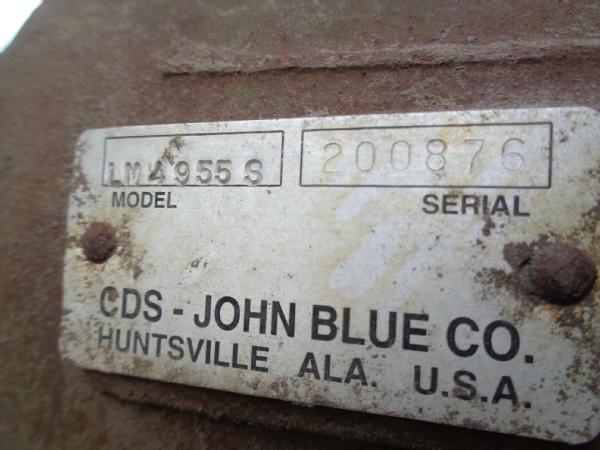 LM4955S 200876
MODEL SERIAL
CDS - JOHN BLUE CO.
HUNTSVILLE ALA. U.S.A.